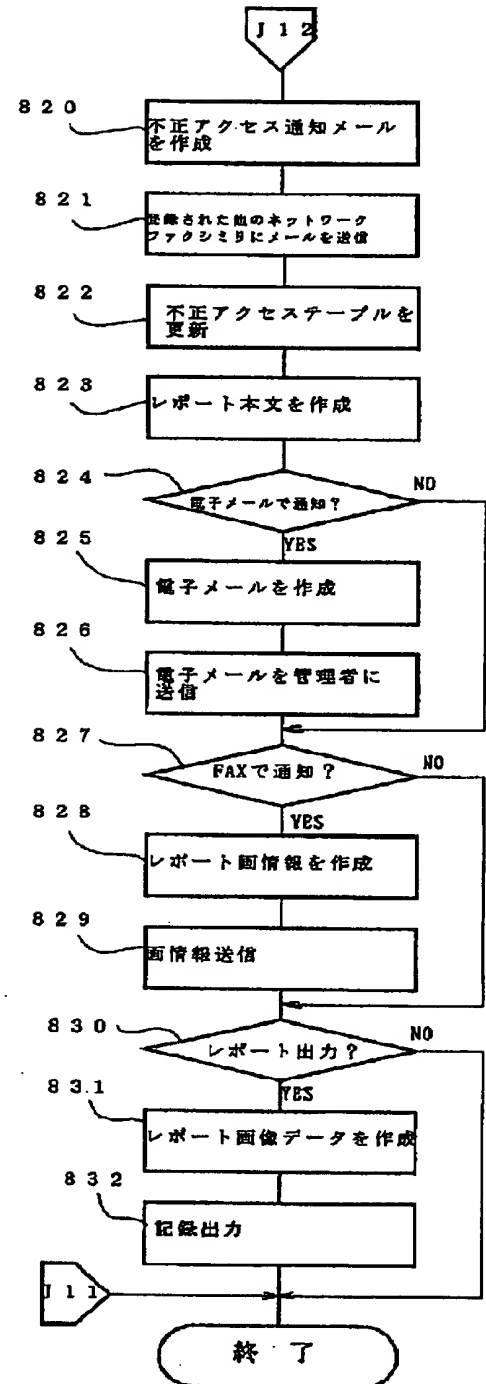 J12
820
不正アクセス通知メール
を作成
821
登録された他のネットワーク
ファクシミリにメールを送信
822
不正アクセステーブルを
更新
823
レポート本文を作成
824
電子メールで通知？
NO
YES
825
電子メールを作成
826
電子メールを管理者に
送信
827
FAXで通知？
NO
YES
828
レポート画情報を作成
829
画情報送信
830
レポート出力？
NO
YES
831
レポート画像データを作成
832
記録出力
J11
終了